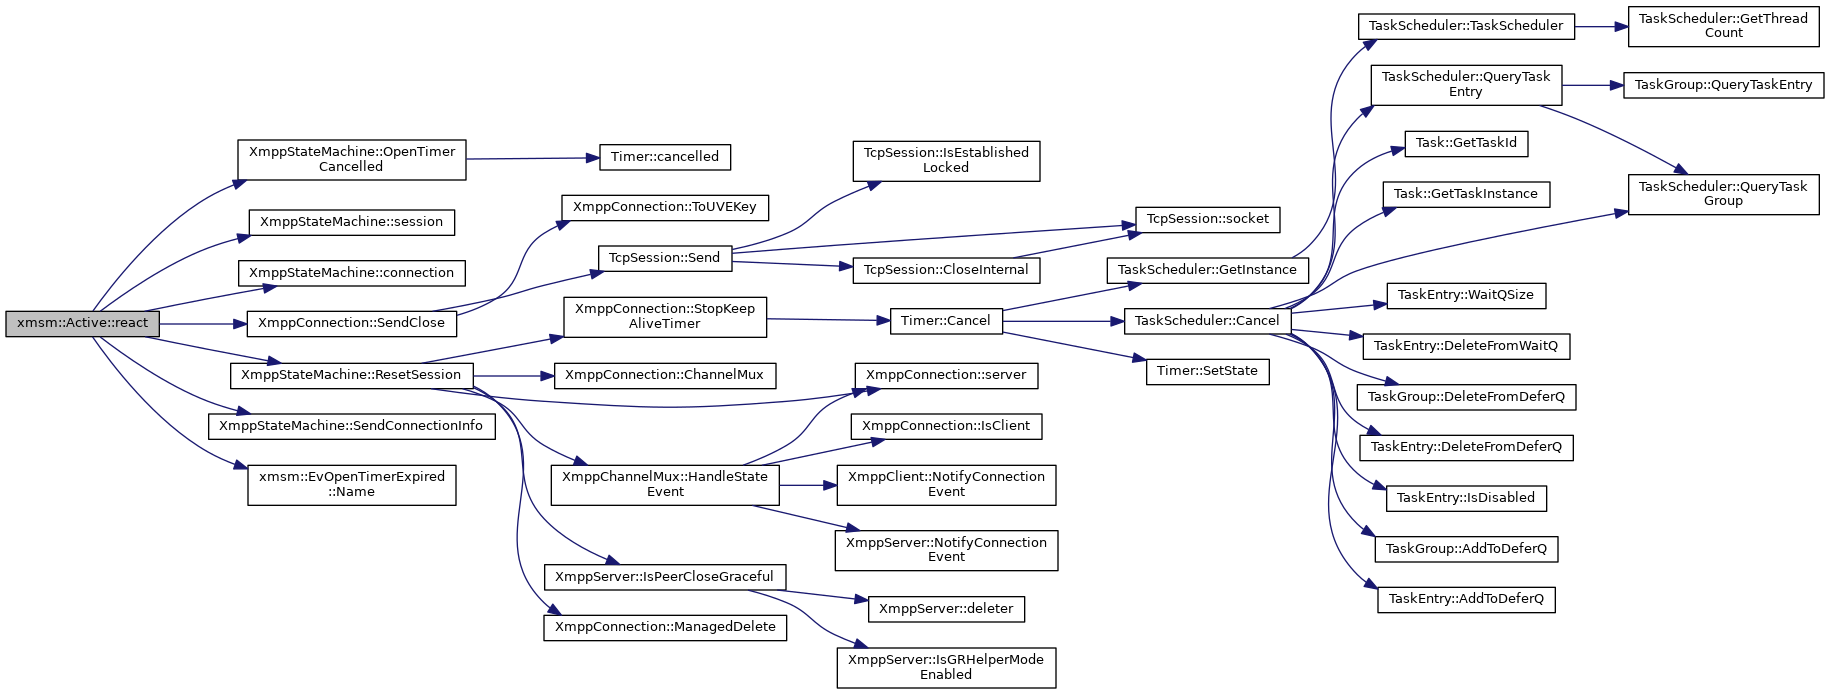 xmsm::Active::react
XmppStateMachine::OpenTimer
Cancelled
XmppStateMachine::session
XmppStateMachine::connection
XmppConnection::SendClose
XmppStateMachine::ResetSession
XmppStateMachine::SendConnectionInfo
xmsm::EvOpenTimerExpired
::Name
Timer::cancelled
XmppConnection::ToUVEKey
TcpSession::Send
XmppConnection::StopKeep
AliveTimer
XmppConnection::ChannelMux
XmppChannelMux::HandleState
Event
XmppServer::IsPeerCloseGraceful
XmppConnection::ManagedDelete
TcpSession::IsEstablished
Locked
TcpSession::CloseInternal
Timer::Cancel
XmppConnection::server
XmppConnection::IsClient
XmppClient::NotifyConnection
Event
XmppServer::NotifyConnection
Event
XmppServer::deleter
XmppServer::IsGRHelperMode
Enabled
TcpSession::socket
TaskScheduler::GetInstance
TaskScheduler::Cancel
Timer::SetState
TaskScheduler::TaskScheduler
TaskScheduler::QueryTask
Entry
Task::GetTaskId
Task::GetTaskInstance
TaskEntry::WaitQSize
TaskEntry::DeleteFromWaitQ
TaskGroup::DeleteFromDeferQ
TaskEntry::DeleteFromDeferQ
TaskEntry::IsDisabled
TaskGroup::AddToDeferQ
TaskEntry::AddToDeferQ
TaskScheduler::GetThread
Count
TaskGroup::QueryTaskEntry
TaskScheduler::QueryTask
Group